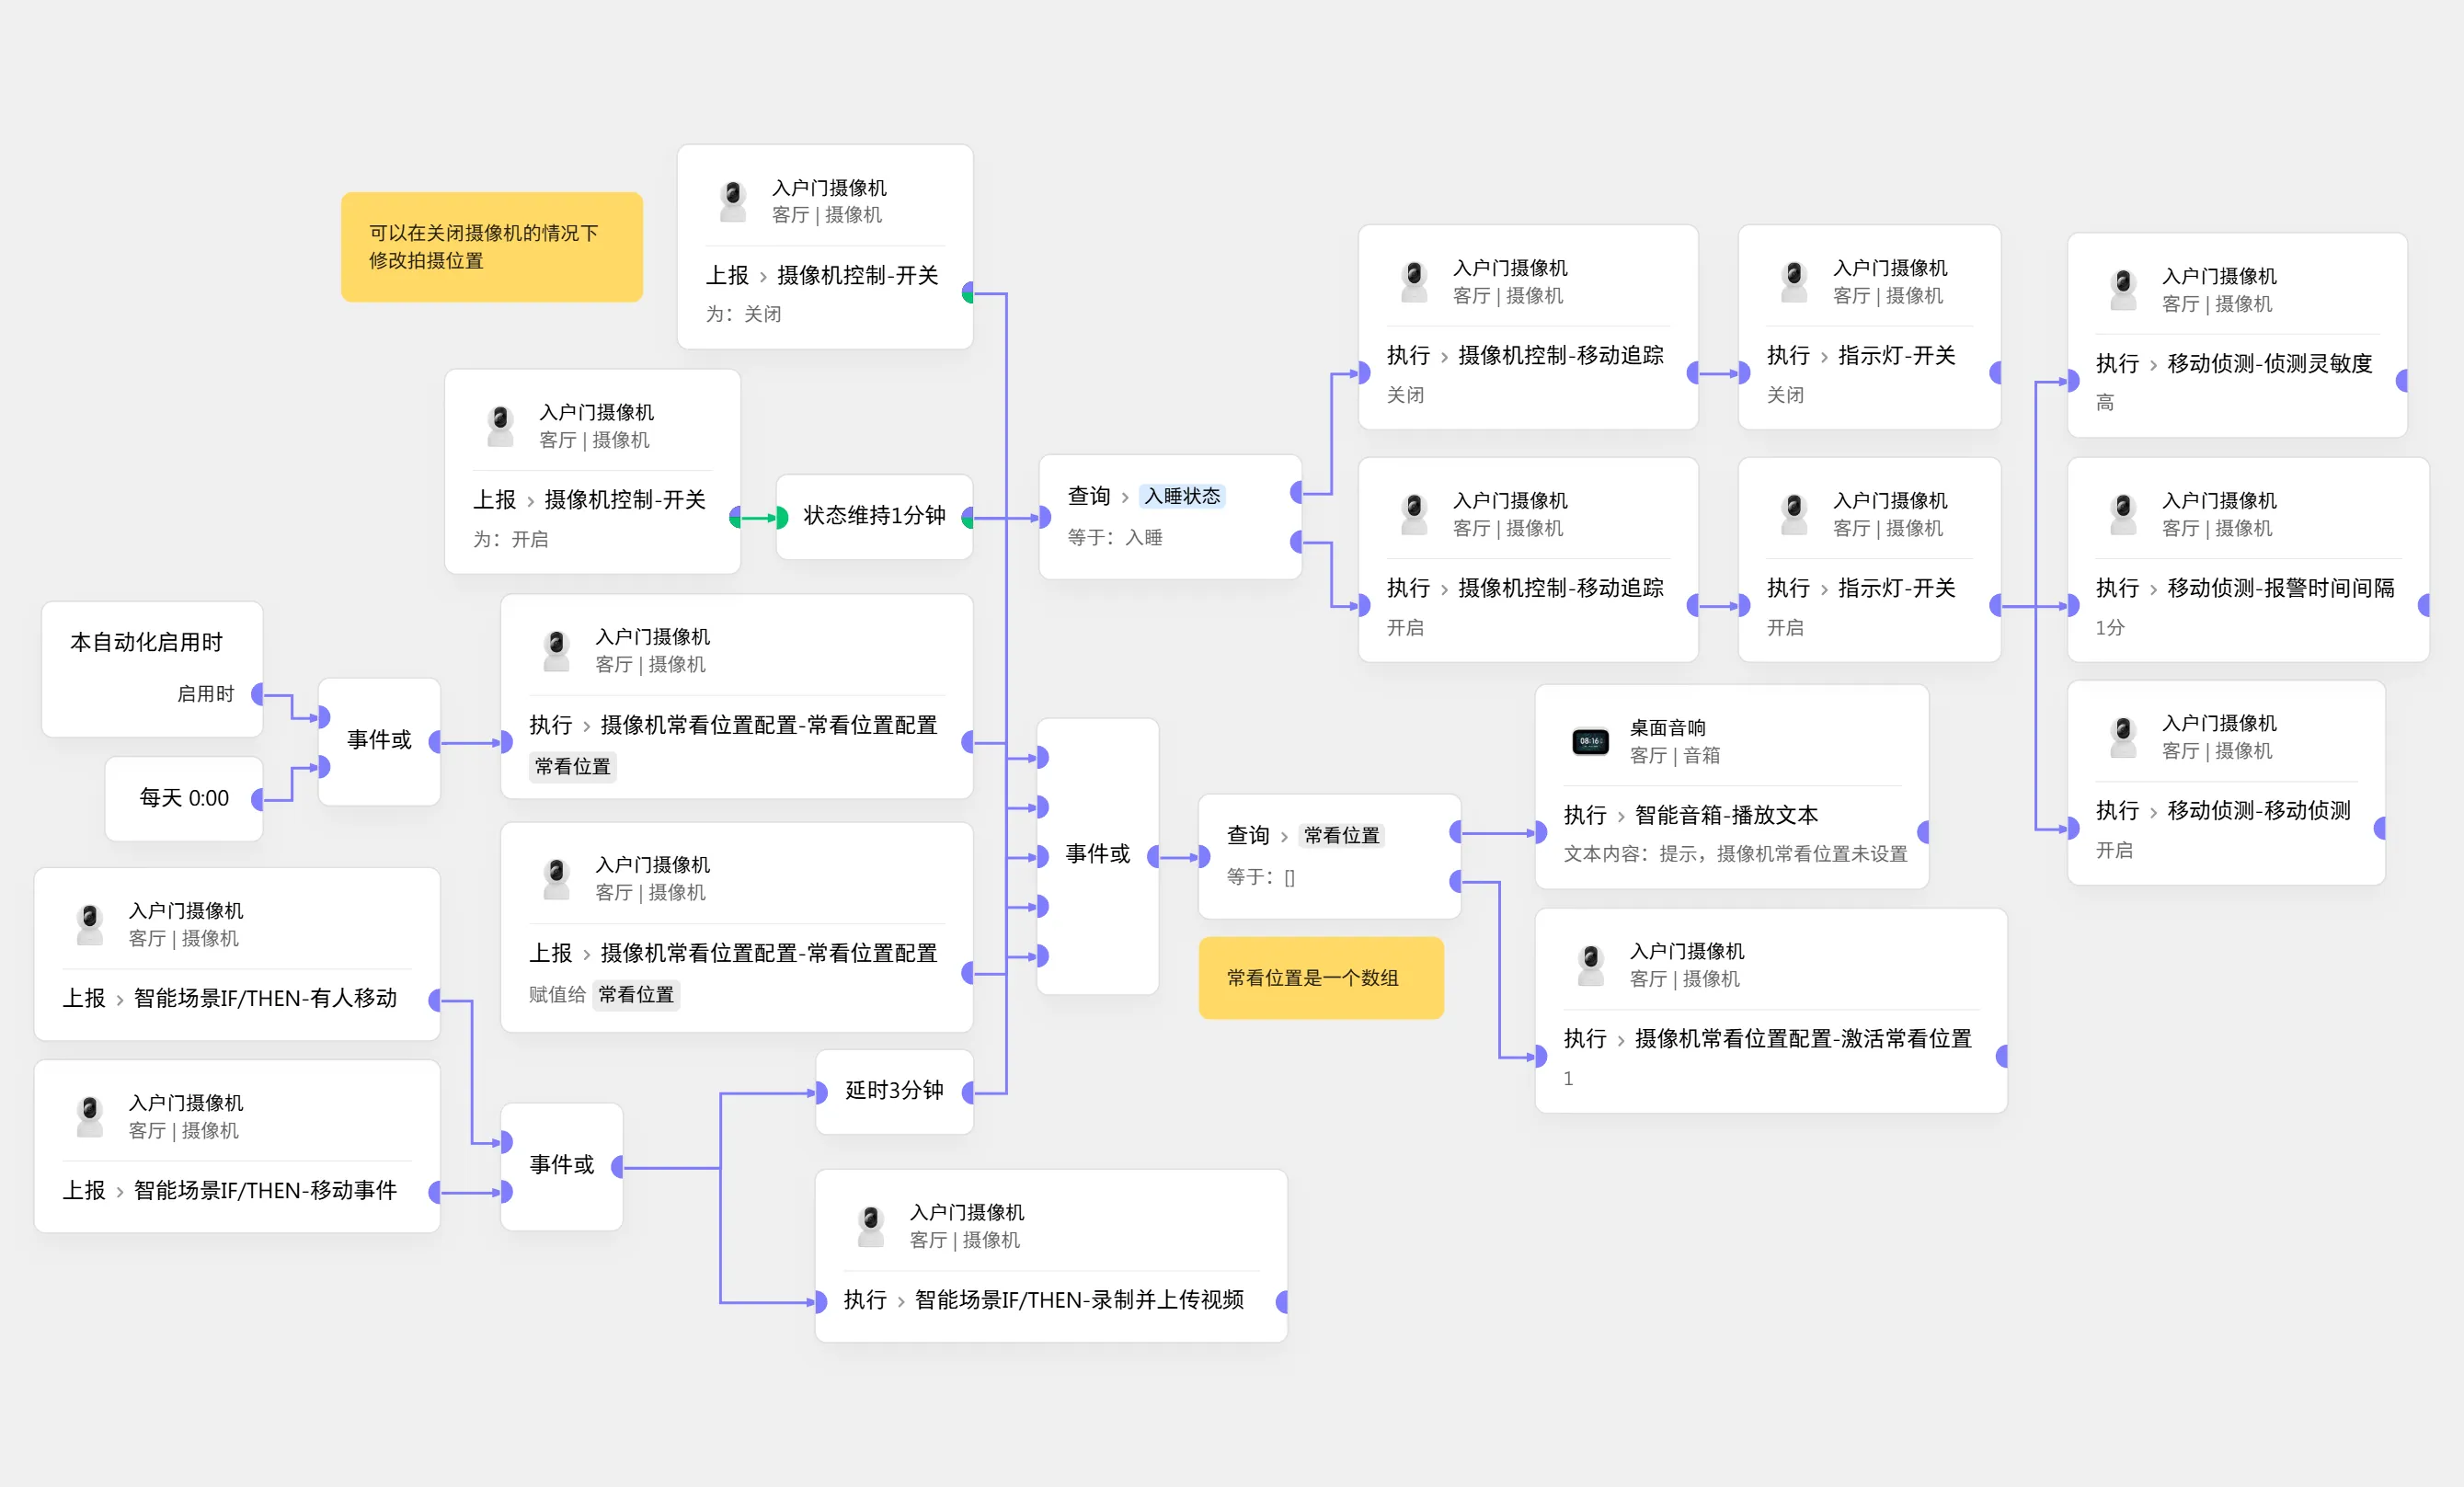 可以在关闭摄像机的情况下
修改拍摄位置
入户门摄像机
客厅 | 摄像机
上报 › 摄像机控制-开关
为：关闭
入户门摄像机
客厅 | 摄像机
上报 › 摄像机控制-开关
为：开启
状态维持1分钟
本自动化启用时
启用时
每天 0:00
事件或
入户门摄像机
客厅 | 摄像机
执行 › 摄像机常看位置配置-常看位置配置
常看位置
入户门摄像机
客厅 | 摄像机
上报 › 摄像机常看位置配置-常看位置配置
赋值给 常看位置
入户门摄像机
客厅 | 摄像机
上报 › 智能场景IF/THEN-有人移动
入户门摄像机
客厅 | 摄像机
上报 › 智能场景IF/THEN-移动事件
事件或
延时3分钟
入户门摄像机
客厅 | 摄像机
执行 › 智能场景IF/THEN-录制并上传视频
查询 › 入睡状态
等于：入睡
入户门摄像机
客厅 | 摄像机
执行 › 摄像机控制-移动追踪
关闭
入户门摄像机
客厅 | 摄像机
执行 › 指示灯-开关
关闭
入户门摄像机
客厅 | 摄像机
执行 › 摄像机控制-移动追踪
开启
入户门摄像机
客厅 | 摄像机
执行 › 指示灯-开关
开启
入户门摄像机
客厅 | 摄像机
执行 › 移动侦测-侦测灵敏度
高
入户门摄像机
客厅 | 摄像机
执行 › 移动侦测-报警时间间隔
1分
入户门摄像机
客厅 | 摄像机
执行 › 移动侦测-移动侦测
开启
事件或
查询 › 常看位置
等于：[]
常看位置是一个数组
08:16
桌面音响
客厅 | 音箱
执行 › 智能音箱-播放文本
文本内容：提示，摄像机常看位置未设置
入户门摄像机
客厅 | 摄像机
执行 › 摄像机常看位置配置-激活常看位置
1